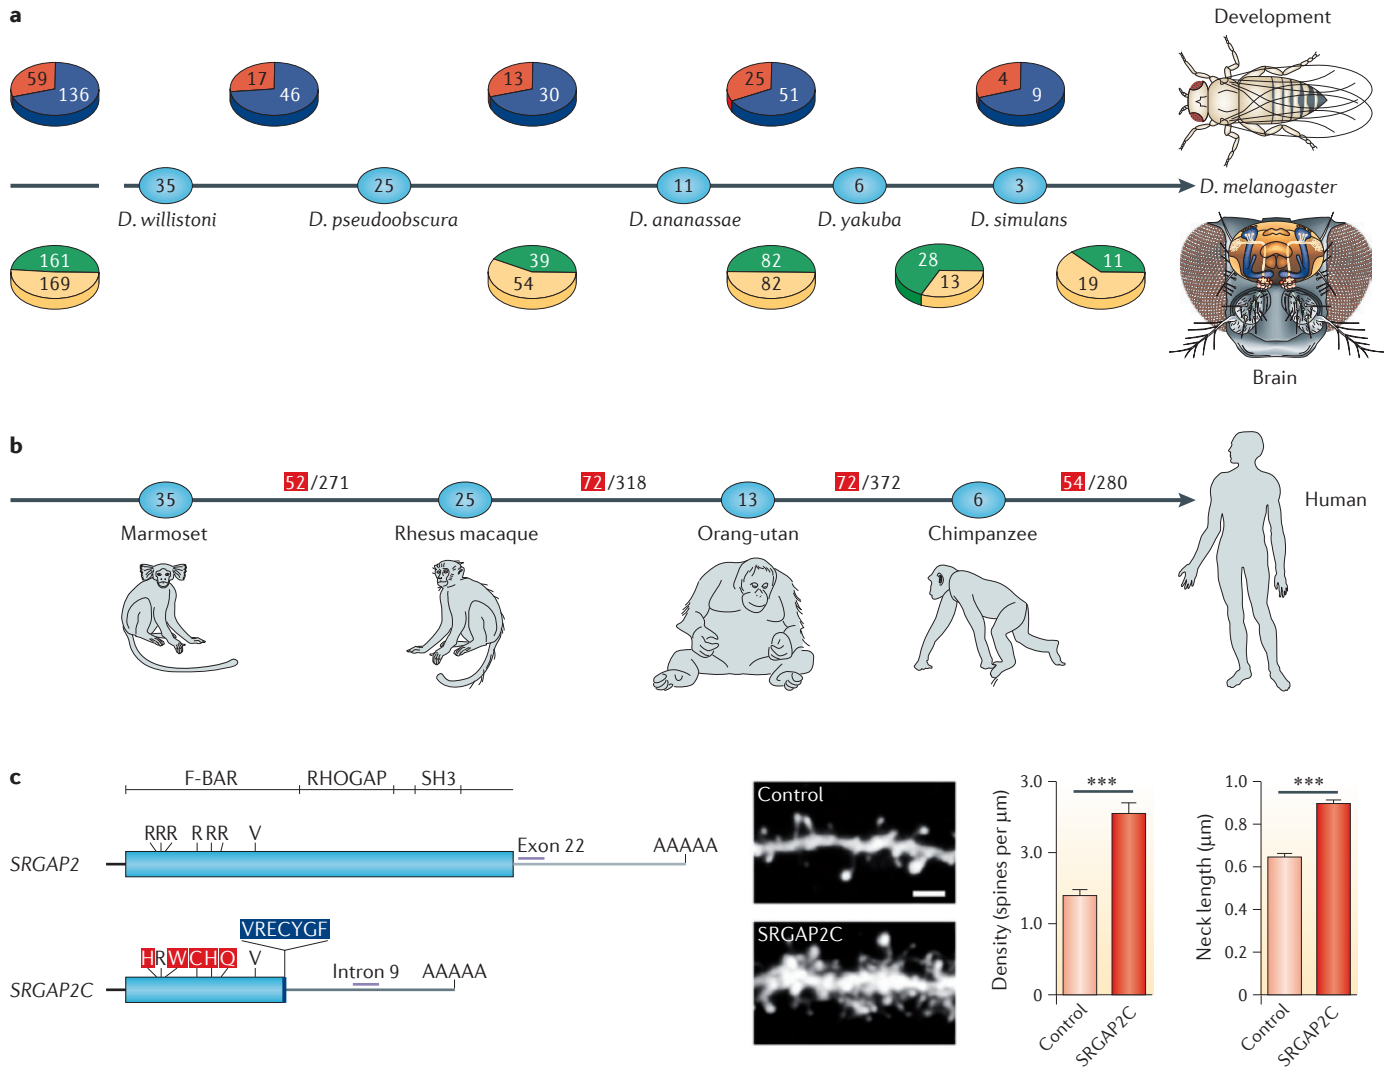 a
Development
59
136
17
46
13
30
25
51
4
9
35
25
11
6
3
D. melanogaster
D. willistoni
D. pseudoobscura
D. ananassae
D. yakuba
D. simulans
161
169
39
54
82
82
28
13
11
19
Brain
b
52/271
72/318
72/372
54/280
35
25
13
6
Human
Marmoset
Rhesus macaque
Orang-utan
Chimpanzee
c
F-BAR
RHOGAP
SH3
RRR R RR V
Exon 22
AAAAA
SRGAP2
VRECYGF
HRWCHQ V
Intron 9
AAAAA
SRGAP2C
Control
SRGAP2C
Density (spines per μm)
3.0
3.0
1.0
0
***
Control
SRGAP2C
Neck length (μm)
1.0
0.8
0.6
0.4
0.2
0
***
Control
SRGAP2C